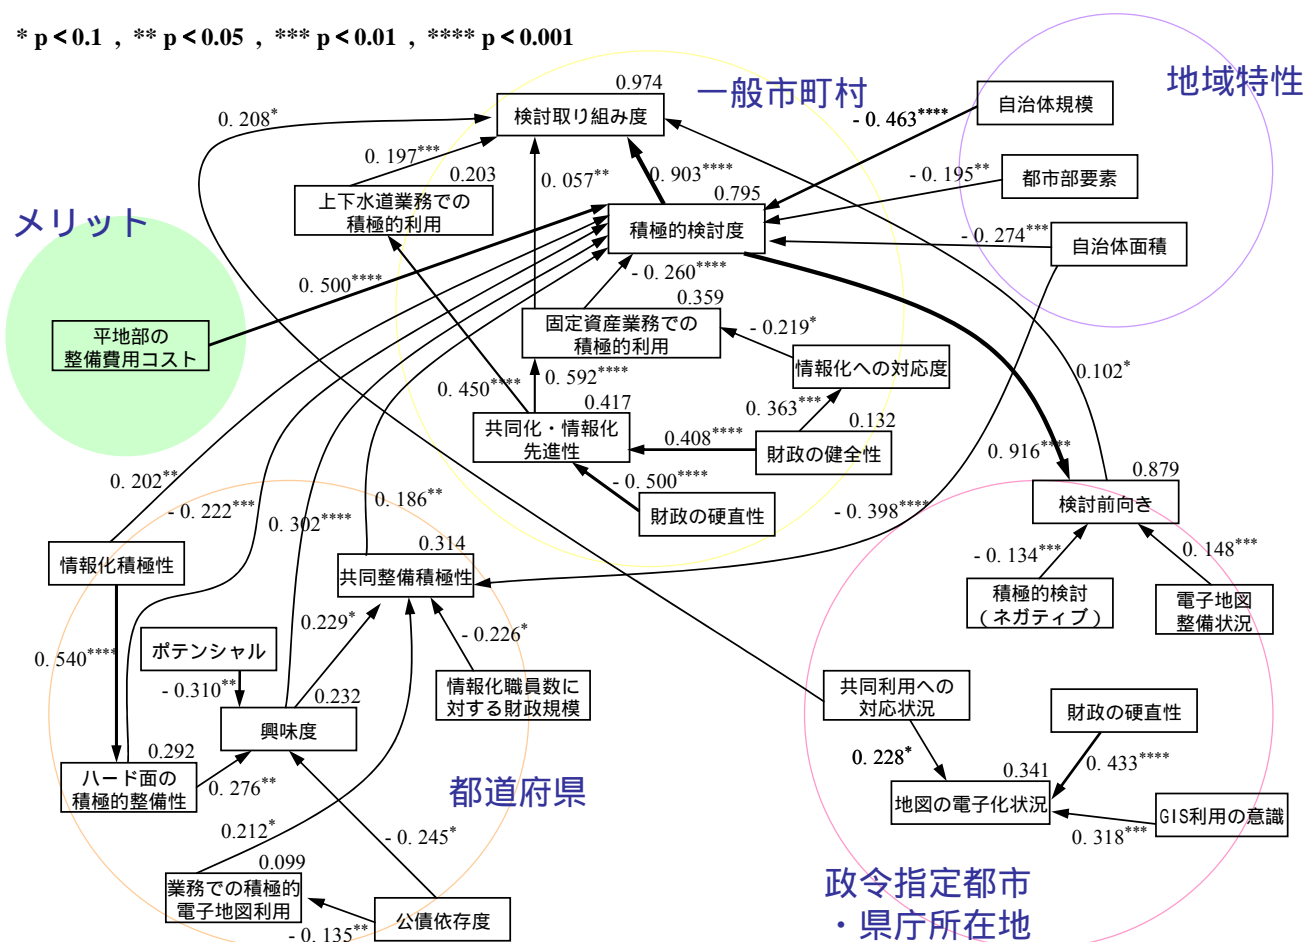 * p<0.1 , ** p<0.05 , *** p<0.01 , **** p<0.001
地域特性
一般市町村
0.974
検討取り組み度
自治体規模
- 0.463****
0.208*
0.197***
0.203
0.057**
0.903****
0.795
- 0.195**
都市部要素
上下水道業務での
積極的利用
積極的検討度
- 0.274***
自治体面積
メリット
0.500****
- 0.260****
0.359
平地部の
整備費用コスト
固定資産業務での
積極的利用
- 0.219*
情報化への対応度
0.102*
0.450****
0.592****
0.417
0.363***
0.132
共同化・情報化
先進性
0.408****
財政の健全性
0.916****
0.879
0.202**
- 0.500****
検討前向き
- 0.222***
0.302****
0.186**
財政の硬直性
- 0.398****
0.314
情報化積極性
共同整備積極性
- 0.134***
0.148***
積極的検討
（ネガティブ）
電子地図
整備状況
0.229*
- 0.226*
0.540****
ポテンシャル
- 0.310**
0.232
情報化職員数に
対する財政規模
共同利用への
対応状況
財政の硬直性
興味度
0.292
0.228*
0.433****
ハード面の
積極的整備性
0.276**
都道府県
0.341
地図の電子化状況
GIS利用の意識
0.318***
0.212*
- 0.245*
0.099
業務での積極的
電子地図利用
公債依存度
- 0.135**
政令指定都市
・県庁所在地